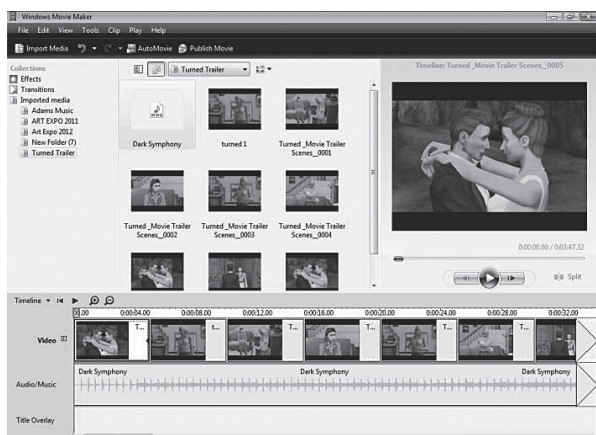 Windows Movie Maker
File Edit View Tools Clip Play Help
Import Media AutoMovie Publish Movie
Collections
Effects
Transitions
Imported media
Adams Music
ART EXPO 2011
Art Expo 2012
New Folder (7)
Turned Trailer
Turned Trailer
Dark Symphony
turned 1
Turned _Movie Trailer
Scenes_0001
Turned _Movie Trailer
Scenes_0002
Turned _Movie Trailer
Scenes_0003
Turned _Movie Trailer
Scenes_0004
Timeline: Turned _Movie Trailer Scenes_0005
0:00:00.00 / 0:03:47.32
Split
Timeline
0:00:04.00 0:00:08.00 0:00:12.00 0:00:16.00 0:00:20.00 0:00:24.00 0:00:28.00 0:00:32.00
Video
T... t... T... T... T... T...
Audio/Music
Dark Symphony Dark Symphony Dark Symphony
Title Overlay